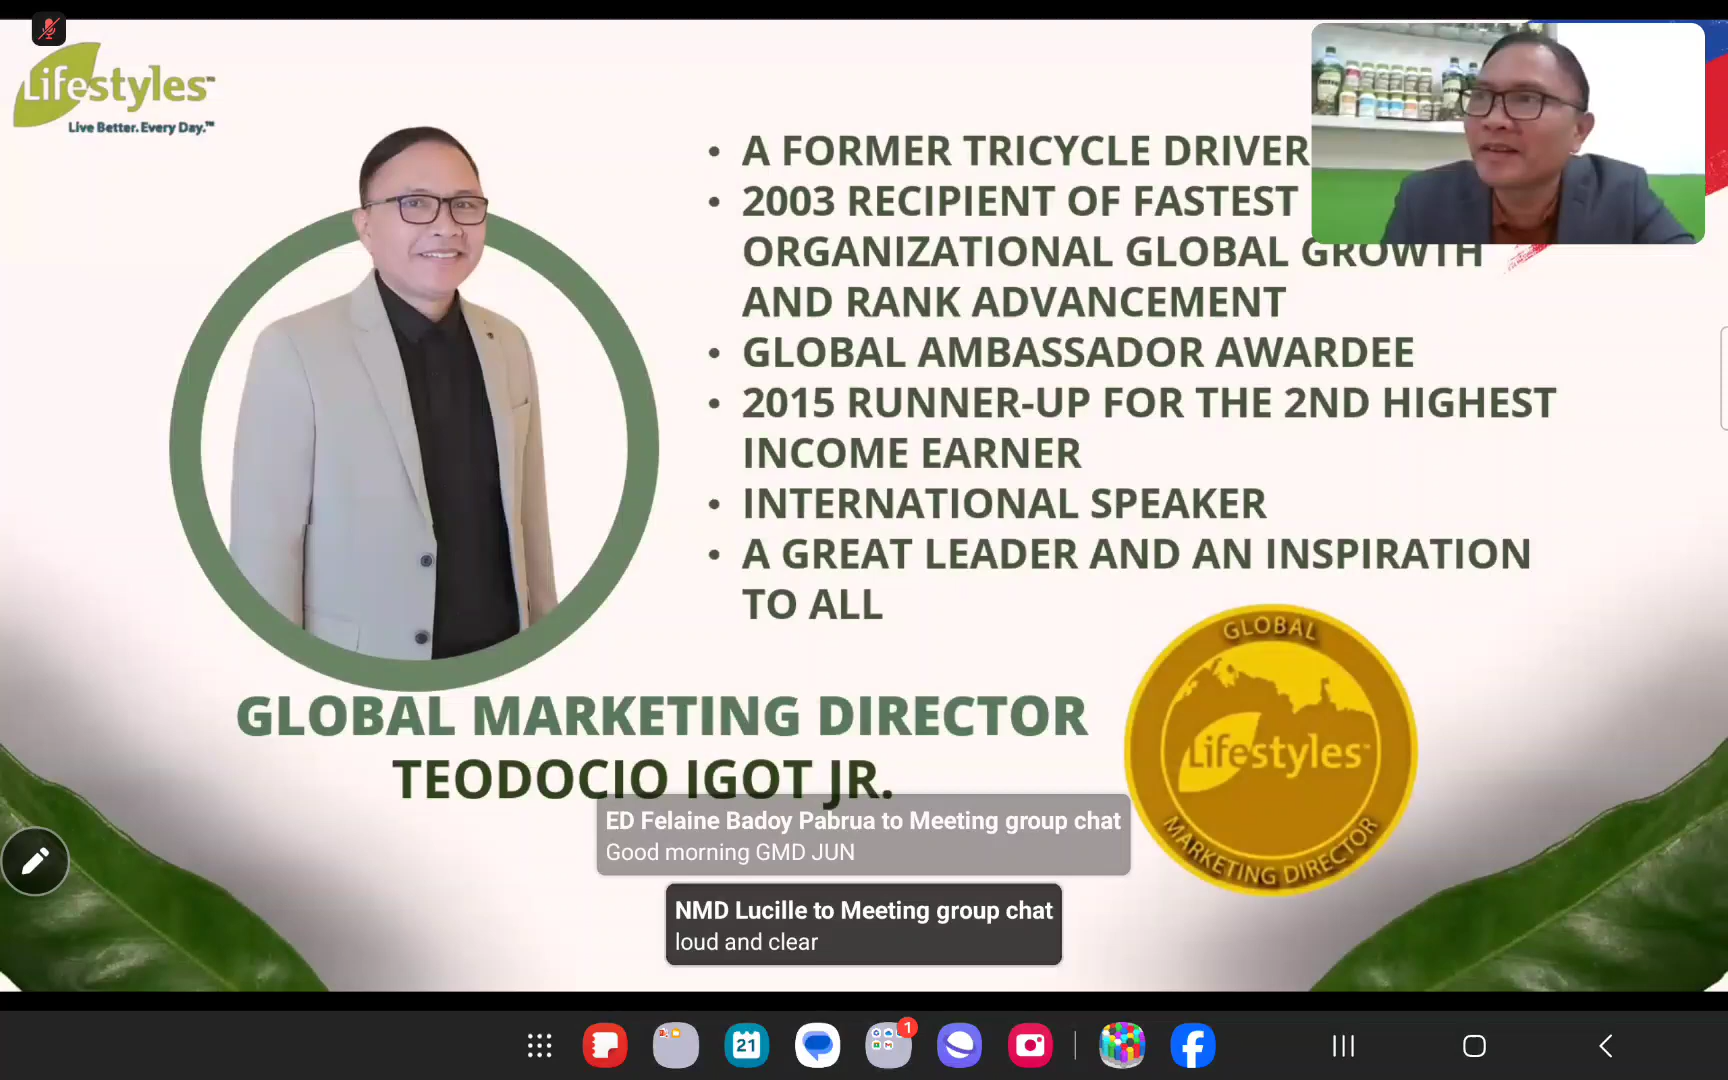 Lifestyles™
Live Better. Every Day.™
• A FORMER TRICYCLE DRIVER
• 2003 RECIPIENT OF FASTEST
ORGANIZATIONAL GLOBAL GROWTH
AND RANK ADVANCEMENT
• GLOBAL AMBASSADOR AWARDEE
• 2015 RUNNER-UP FOR THE 2ND HIGHEST
INCOME EARNER
• INTERNATIONAL SPEAKER
• A GREAT LEADER AND AN INSPIRATION
TO ALL
GLOBAL MARKETING DIRECTOR
TEODOCIO IGOT JR.
GLOBAL
Lifestyles™
MARKETING DIRECTOR
ED Felaine Badoy Pabrua to Meeting group chat
Good morning GMD JUN
NMD Lucille to Meeting group chat
loud and clear
21
1